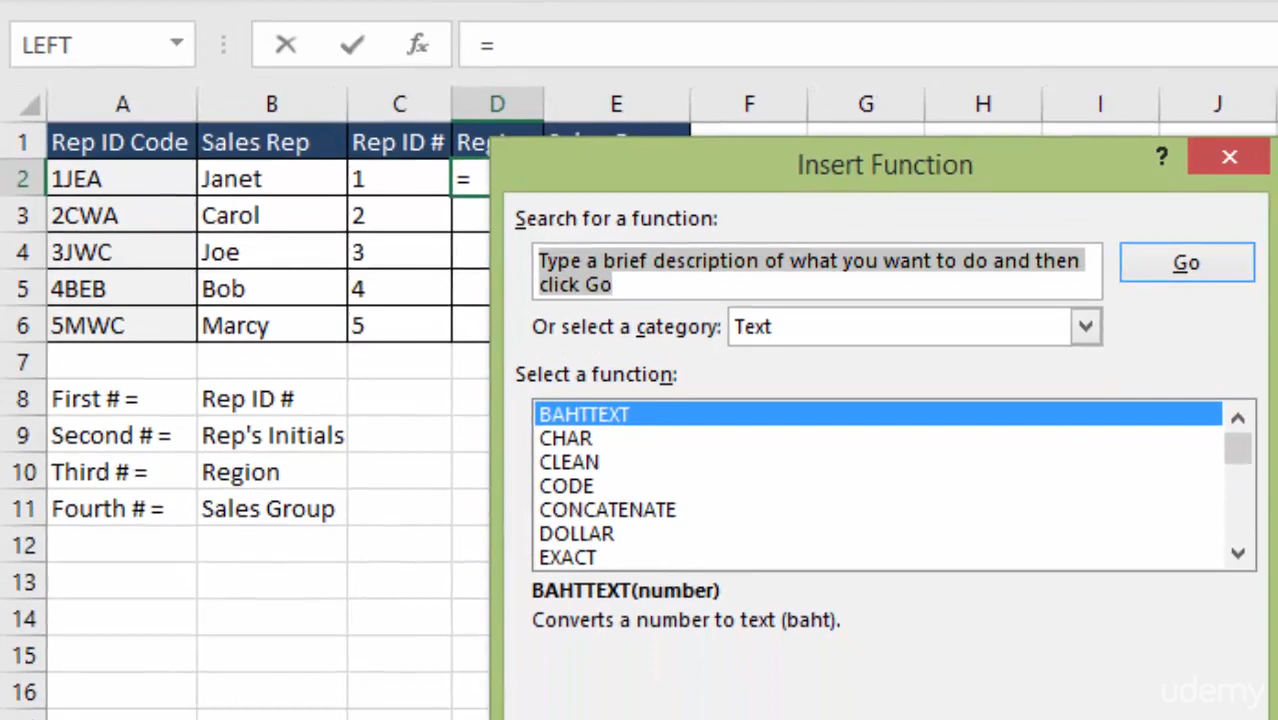 LEFT fx =
A B C D E F G H I J
1 Rep ID Code Sales Rep Rep ID #
Insert Function ? ×
2 1JEA Janet 1 =
Search for a function:
3 2CWA Carol 2
Type a brief description of what you want to do and then
click Go
Go
4 3JWC Joe 3
5 4BEB Bob 4
6 5MWC Marcy 5
Or select a category: Text
7
Select a function:
8 First # = Rep ID #
BAHTTEXT
9 Second # = Rep's Initials
CHAR
CLEAN
10 Third # = Region
CODE
11 Fourth # = Sales Group
CONCATENATE
12
DOLLAR
EXACT
13
BAHTTEXT(number)
14
Converts a number to text (baht).
15
16
udemy